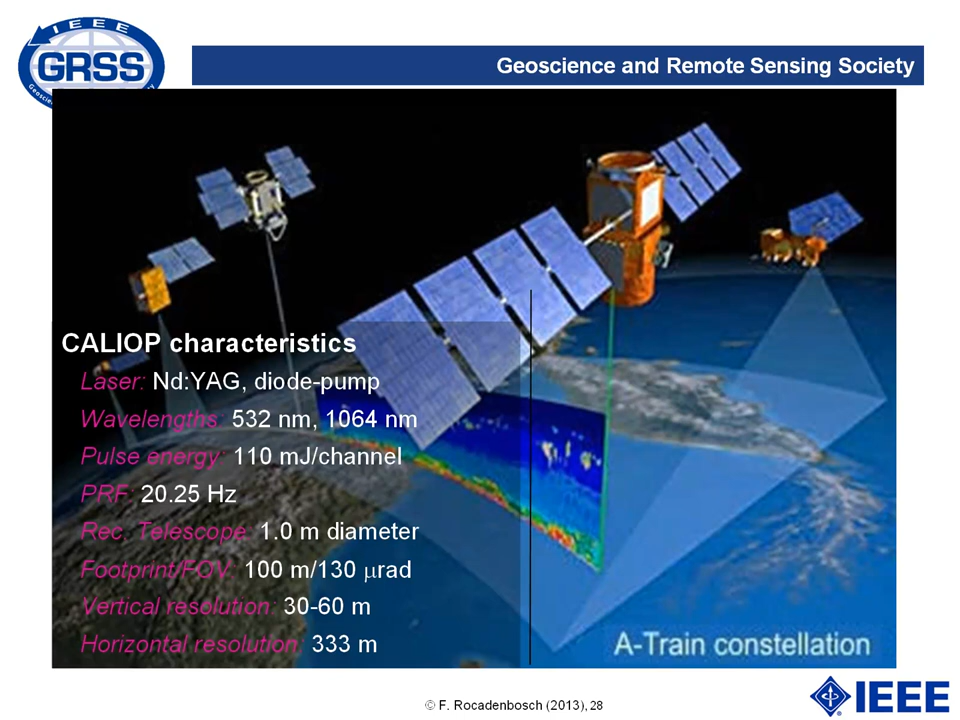 IEEE
GRSS
Geoscience and Remote Sensing Society
CALIOP characteristics
Laser: Nd:YAG, diode-pump
Wavelengths: 532 nm, 1064 nm
Pulse energy: 110 mJ/channel
PRF: 20.25 Hz
Rec. Telescope: 1.0 m diameter
Footprint/FOV: 100 m/130 μrad
Vertical resolution: 30-60 m
Horizontal resolution: 333 m
A-Train constellation
© F. Rocadenbosch (2013), 28
IEEE